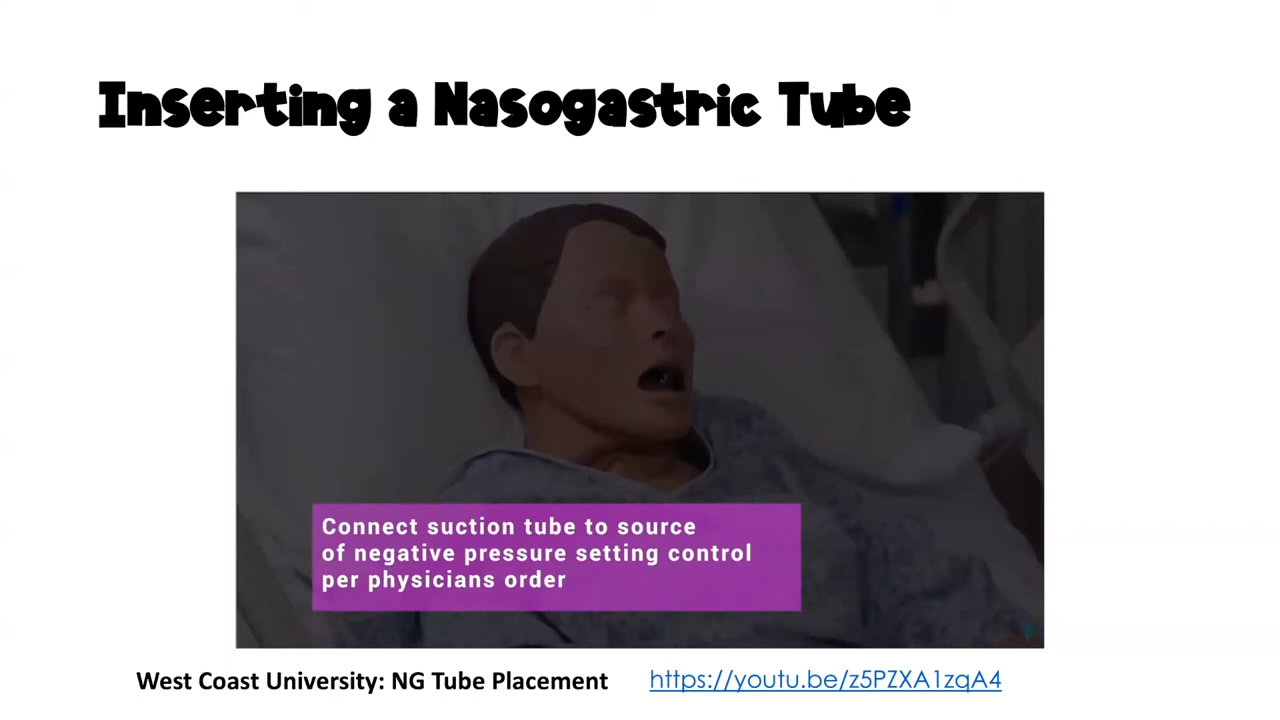 Inserting a Nasogastric Tube
Connect suction tube to source
of negative pressure setting control
per physicians order
West Coast University: NG Tube Placement https://youtu.be/z5PZXA1zqA4